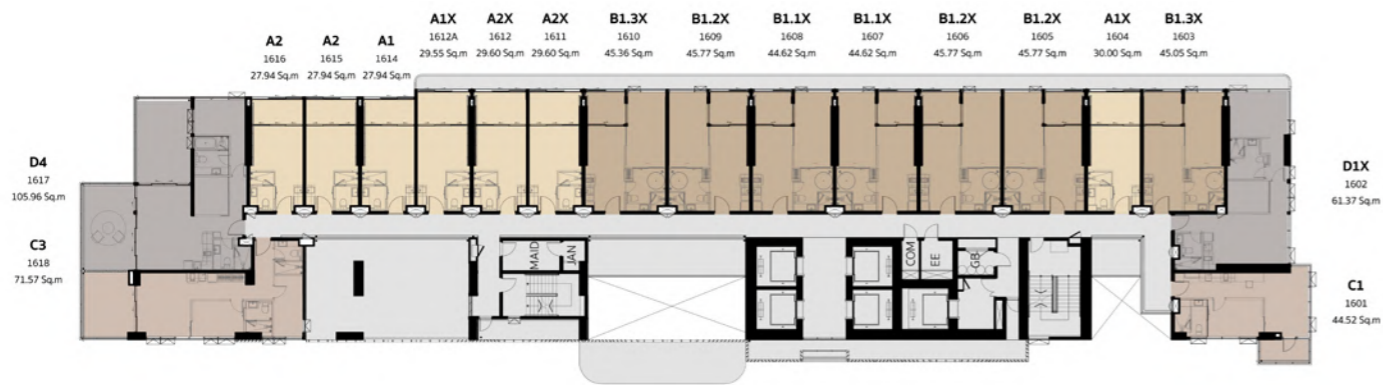 A2
1616
27.94 Sq.m
A2
1615
27.94 Sq.m
A1
1614
27.94 Sq.m
A1X
1612A
29.55 Sq.m
A2X
1612
29.60 Sq.m
A2X
1611
29.60 Sq.m
B1.3X
1610
45.36 Sq.m
B1.2X
1609
45.77 Sq.m
B1.1X
1608
44.62 Sq.m
B1.1X
1607
44.62 Sq.m
B1.2X
1606
45.77 Sq.m
B1.2X
1605
45.77 Sq.m
A1X
1604
30.00 Sq.m
B1.3X
1603
45.05 Sq.m
D4
1617
105.96 Sq.m
C3
1618
71.57 Sq.m
MAID
JAN
COM
EE
GB
D1X
1602
61.37 Sq.m
C1
1601
44.52 Sq.m